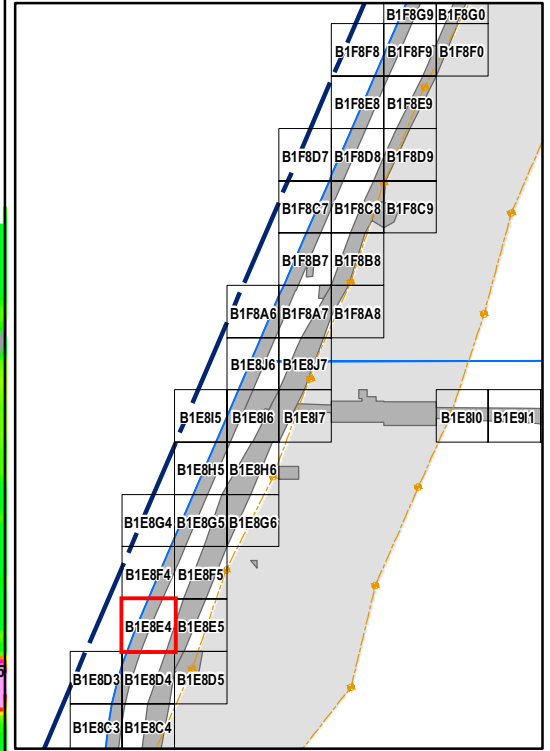 B1F8G9 B1F8G0
B1F8F8 B1F8F9 B1F8F0
B1F8E8 B1F8E9
B1F8D7 B1F8D8 B1F8D9
B1F8C7 B1F8C8 B1F8C9
B1F8B7 B1F8B8
B1F8A6 B1F8A7 B1F8A8
B1E8J6 B1E8J7
B1E8I5 B1E8I6 B1E8I7 B1E8I0 B1E9I1
B1E8H5 B1E8H6
B1E8G4 B1E8G5 B1E8G6
B1E8F4 B1E8F5
B1E8E4 B1E8E5
B1E8D3 B1E8D4 B1E8D5
B1E8C3 B1E8C4